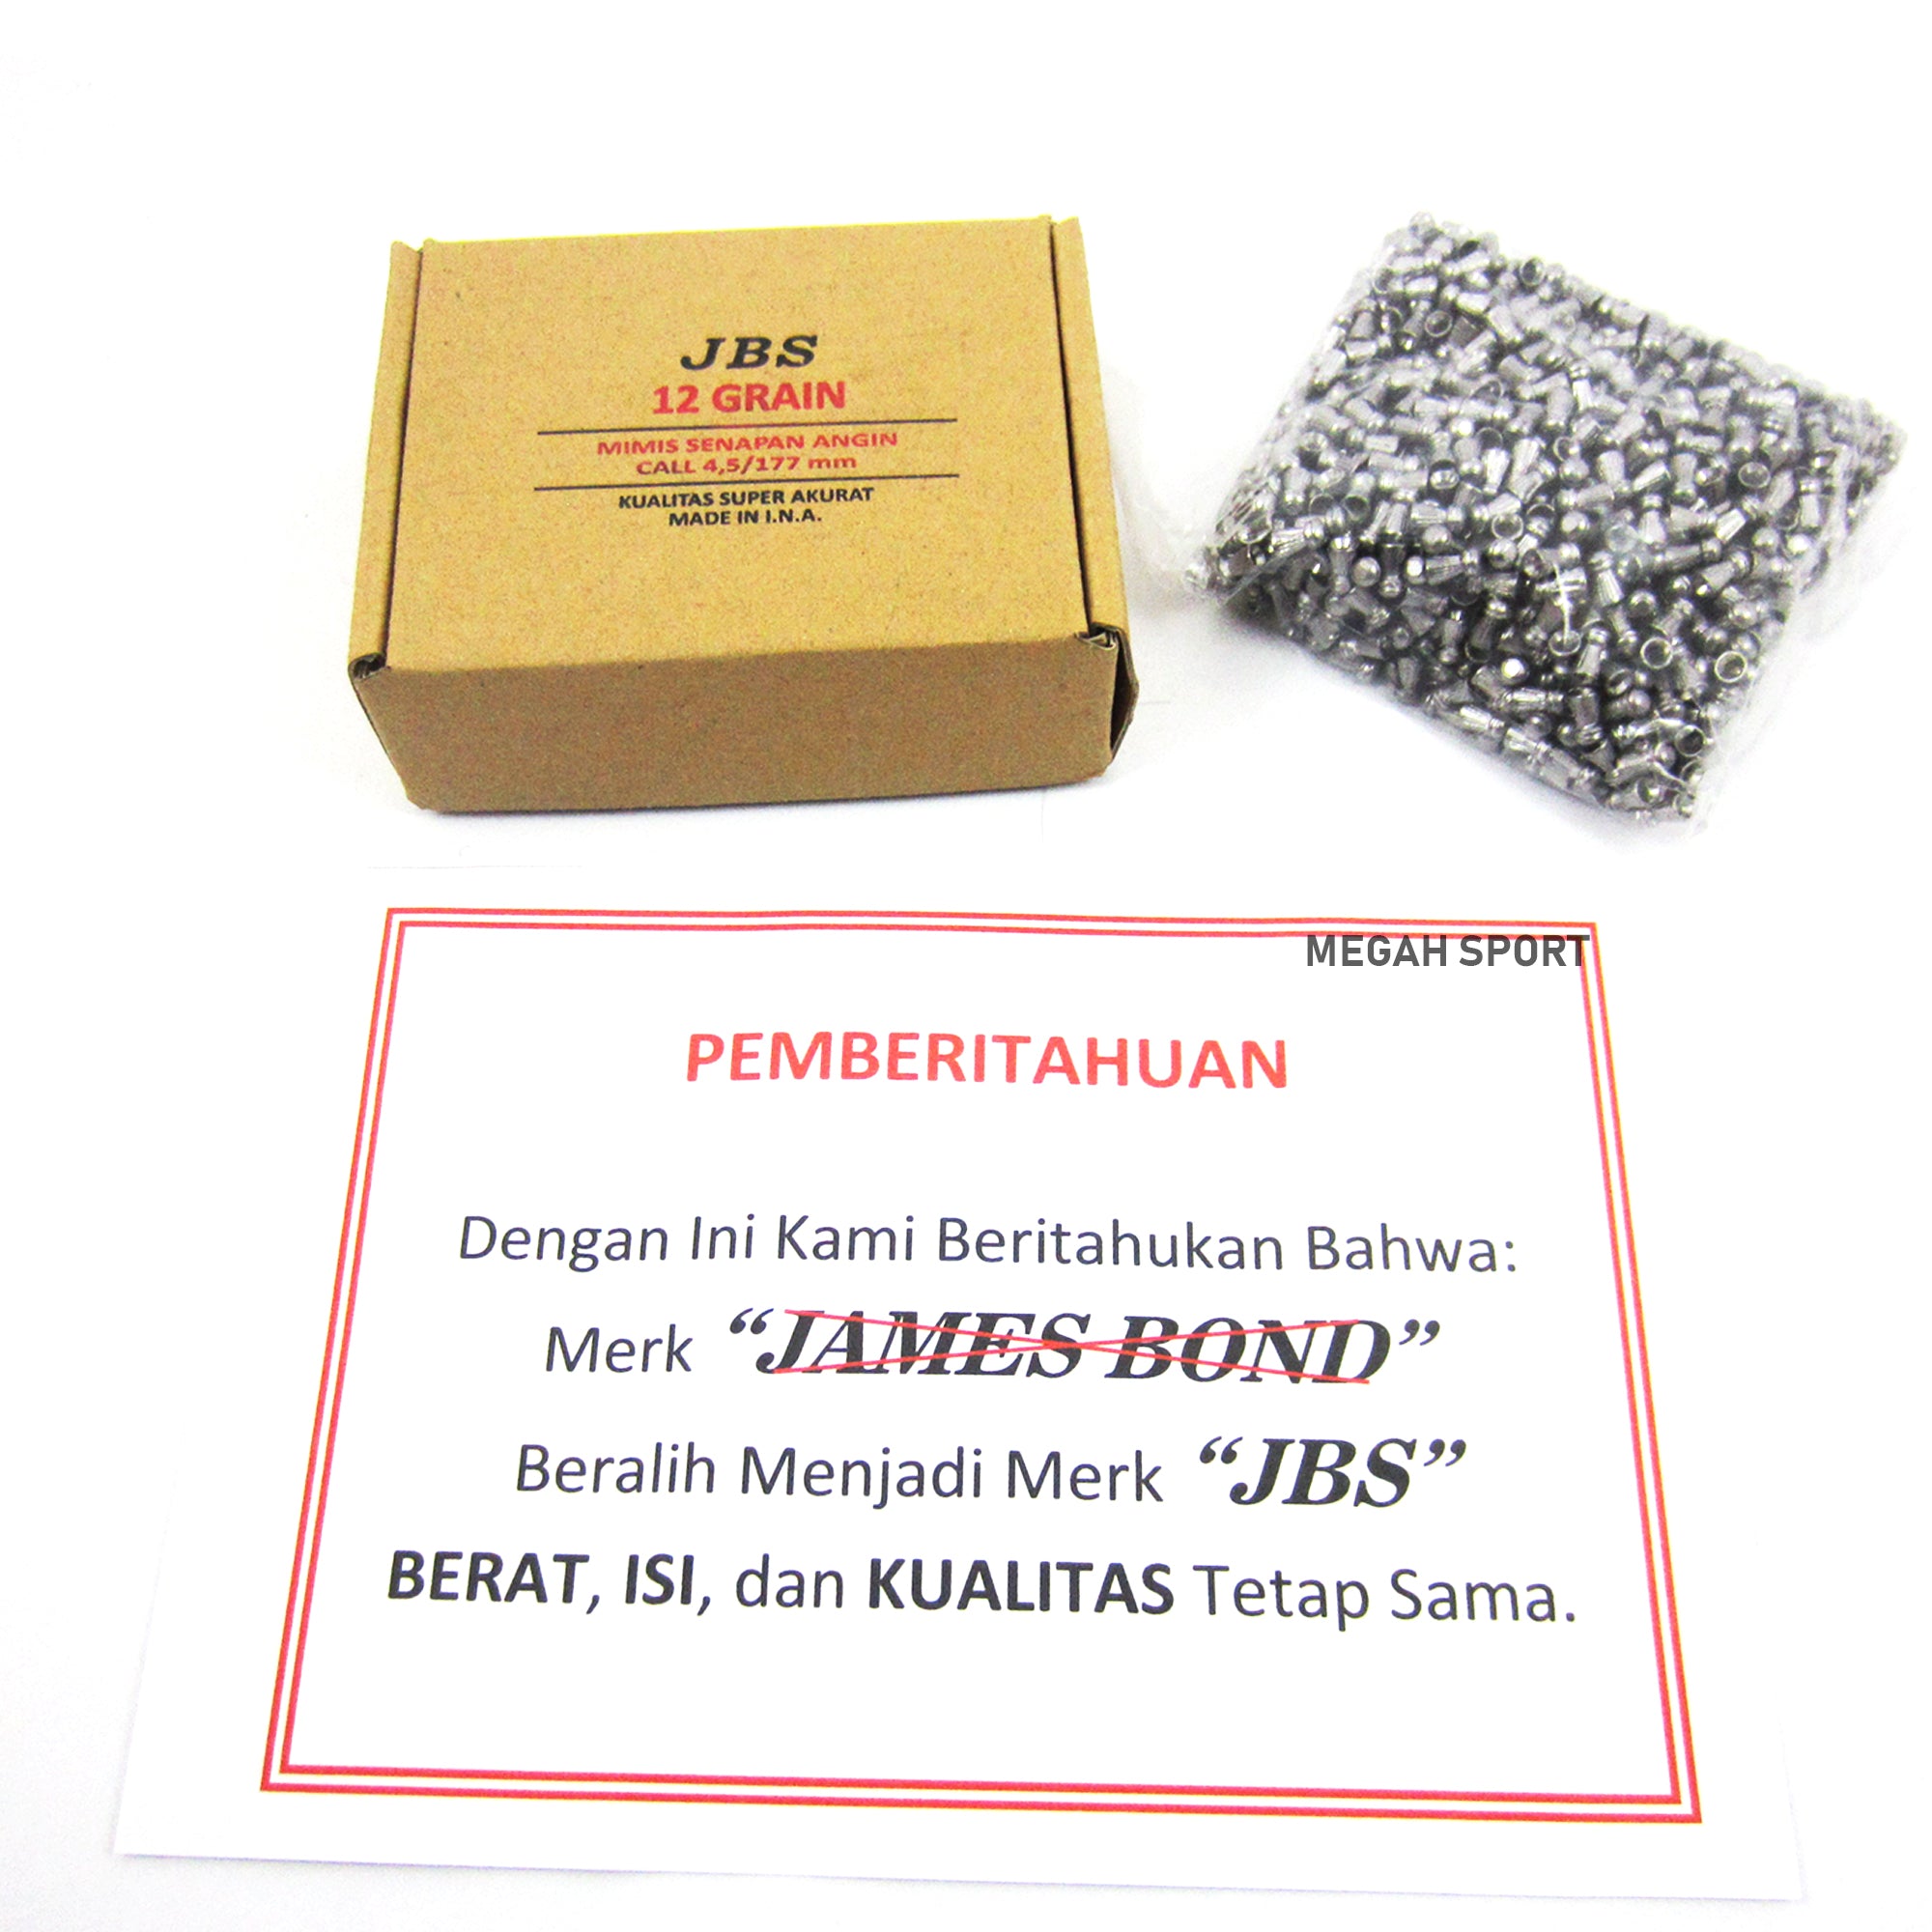 JBS
12 GRAIN
MIMIS SENAPAN ANGIN
CALL 4,5/177 mm
KUALITAS SUPER AKURAT
MADE IN I.N.A.
MEGAH SPORT
PEMBERITAHUAN
Dengan Ini Kami Beritahukan Bahwa:
Merk “JAMES BOND”
Beralih Menjadi Merk “JBS”
BERAT, ISI, dan KUALITAS Tetap Sama.